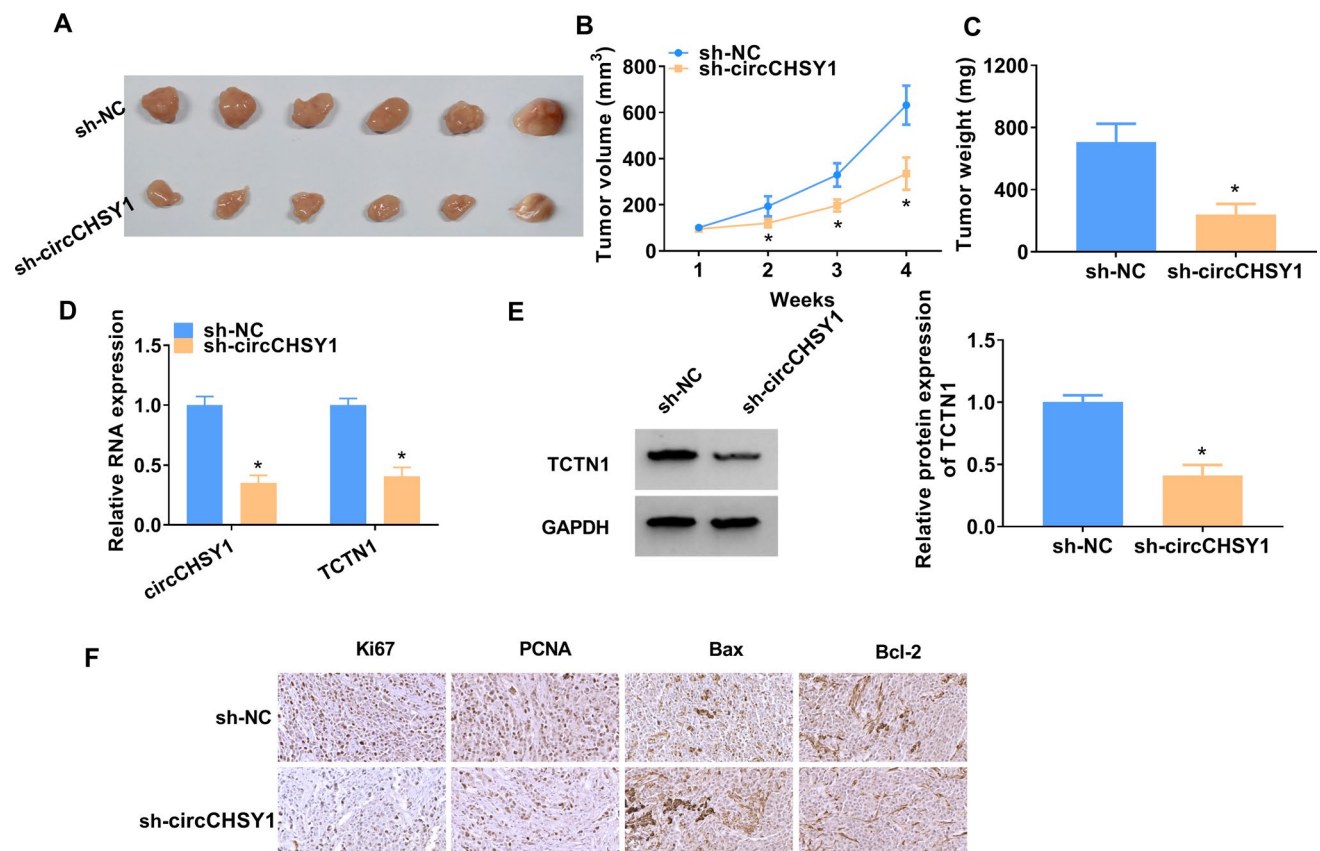 A
sh-NC
sh-circCHSY1
B
sh-NC
sh-circCHSY1
Tumor volume (mm³)
800
600
400
200
0
1 2 3 4
Weeks
* * *
C
Tumor weight (mg)
1200
800
400
0
*
sh-NC sh-circCHSY1
D
sh-NC
sh-circCHSY1
Relative RNA expression
1.5
1.0
0.5
0.0
* *
circCHSY1 TCTN1
E
sh-NC sh-circCHSY1
TCTN1
GAPDH
Relative protein expression
of TCTN1
1.5
1.0
0.5
0.0
*
sh-NC sh-circCHSY1
F
Ki67 PCNA Bax Bcl-2
sh-NC
sh-circCHSY1